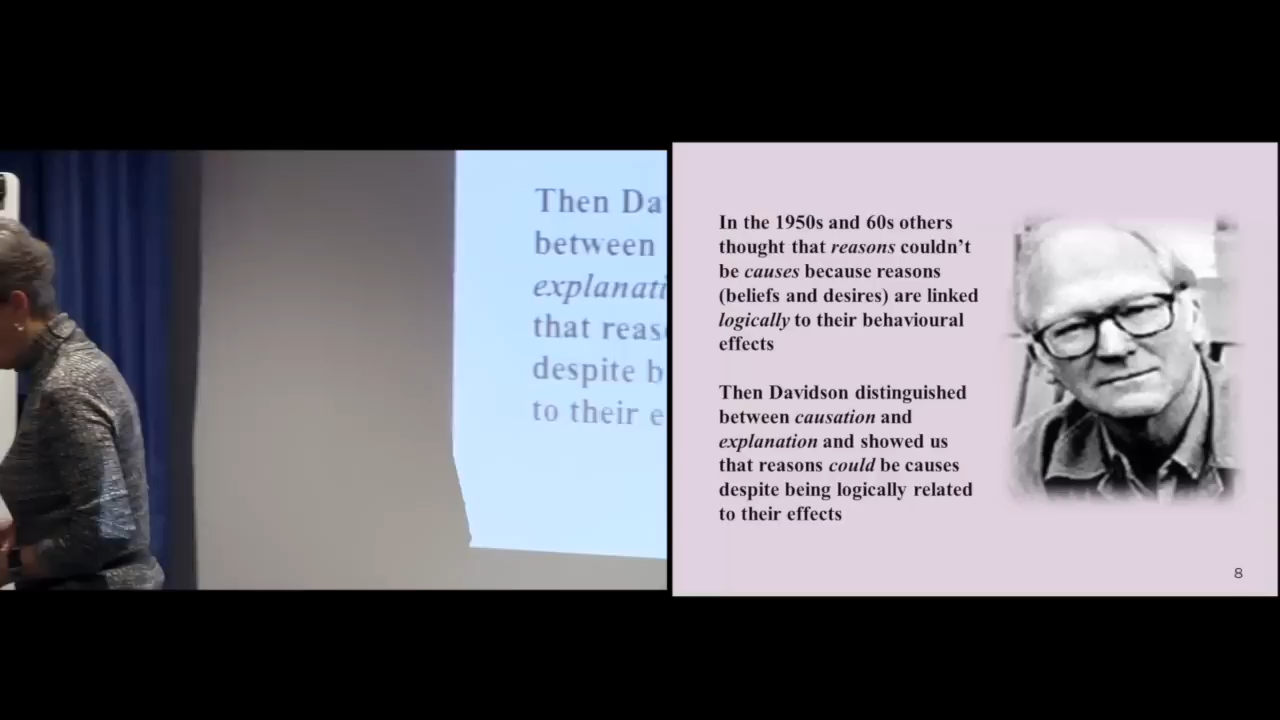 Then Da
between
explanati
that reas
despite b
to their e
In the 1950s and 60s others
thought that reasons couldn't
be causes because reasons
(beliefs and desires) are linked
logically to their behavioural
effects
Then Davidson distinguished
between causation and
explanation and showed us
that reasons could be causes
despite being logically related
to their effects
8